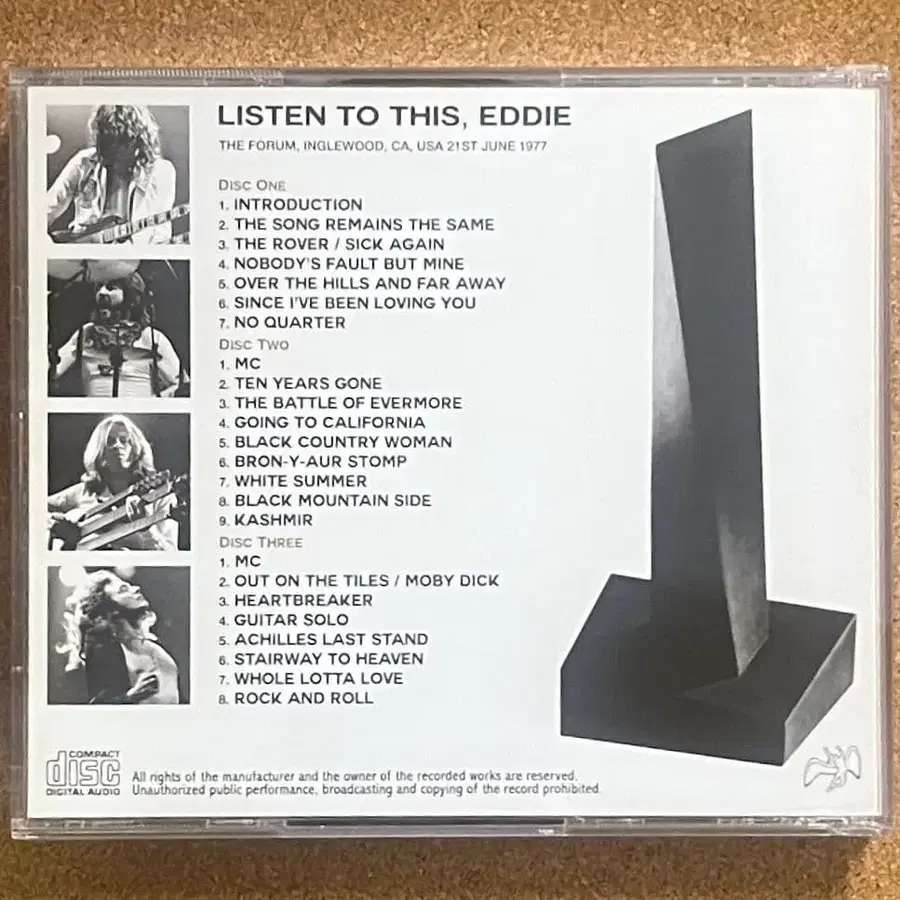 LISTEN TO THIS, EDDIE
THE FORUM, INGLEWOOD, CA, USA 21ST JUNE 1977
DISC ONE
1. INTRODUCTION
2. THE SONG REMAINS THE SAME
3. THE ROVER / SICK AGAIN
4. NOBODY'S FAULT BUT MINE
5. OVER THE HILLS AND FAR AWAY
6. SINCE I'VE BEEN LOVING YOU
7. NO QUARTER
DISC TWO
1. MC
2. TEN YEARS GONE
3. THE BATTLE OF EVERMORE
4. GOING TO CALIFORNIA
5. BLACK COUNTRY WOMAN
6. BRON-Y-AUR STOMP
7. WHITE SUMMER
8. BLACK MOUNTAIN SIDE
9. KASHMIR
DISC THREE
1. MC
2. OUT ON THE TILES / MOBY DICK
3. HEARTBREAKER
4. GUITAR SOLO
5. ACHILLES LAST STAND
6. STAIRWAY TO HEAVEN
7. WHOLE LOTTA LOVE
8. ROCK AND ROLL
COMPACT
disc
DIGITAL AUDIO
All rights of the manufacturer and the owner of the recorded works are reserved.
Unauthorized public performance, broadcasting and copying of the record prohibited.